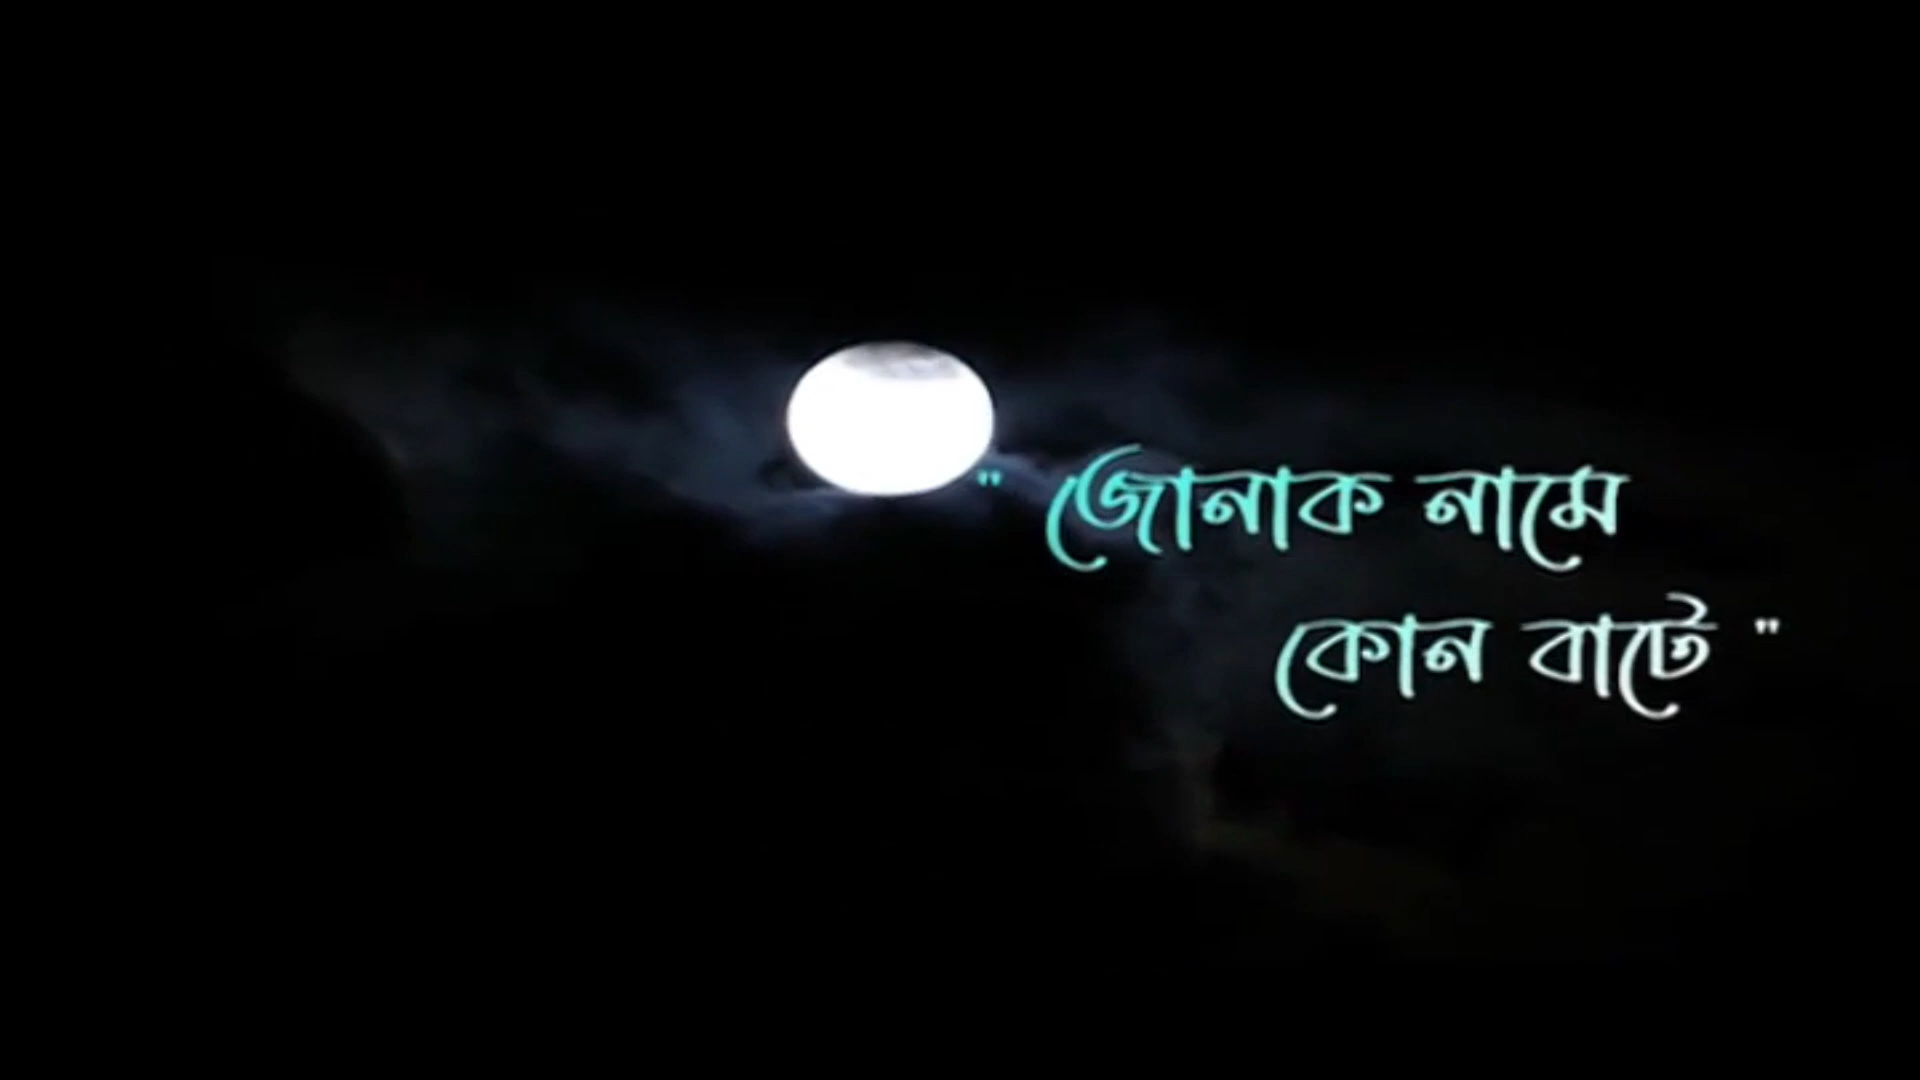 " জোনাক নামে
কোন বাটে "